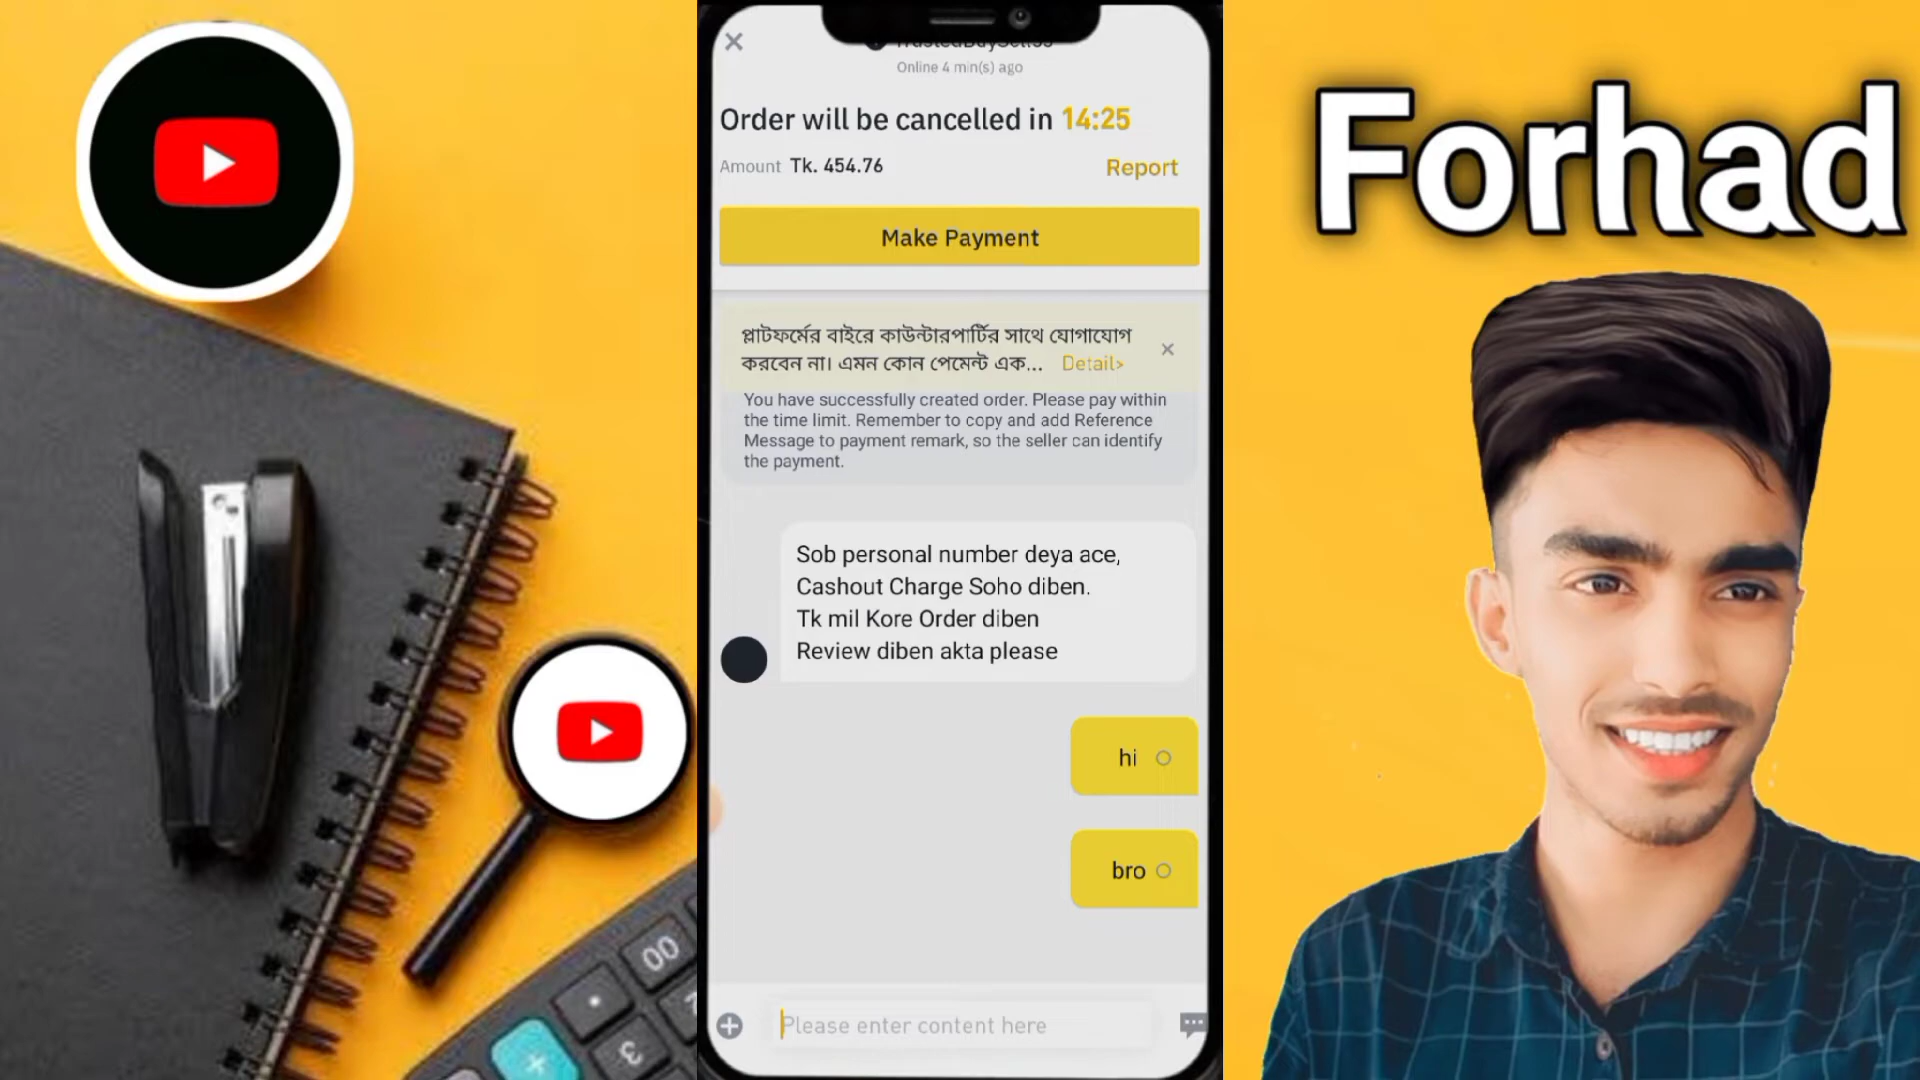 Online 4 min(s) ago
Order will be cancelled in 14:25
Amount Tk. 454.76
Report
Make Payment
প্লাটফর্মের বাইরে কাউন্টারপার্টির সাথে যোগাযোগ
করবেন না। এমন কোন পেমেন্ট এক... Detail>
You have successfully created order. Please pay within
the time limit. Remember to copy and add Reference
Message to payment remark, so the seller can identify
the payment.
Sob personal number deya ace,
Cashout Charge Soho diben.
Tk mil Kore Order diben
Review diben akta please
hi
bro
Please enter content here
Forhad
00
3